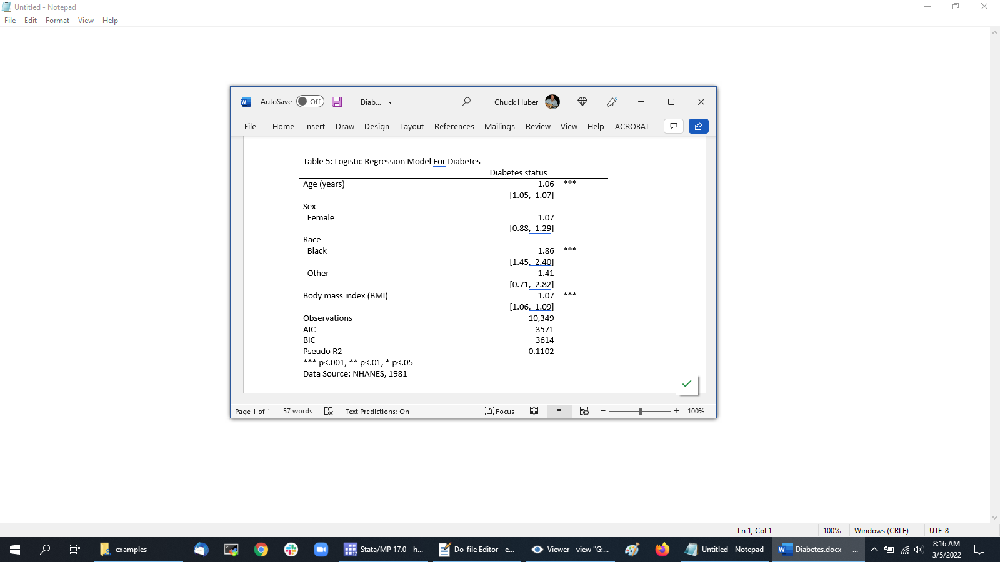 Untitled - Notepad
File Edit Format View Help
AutoSave Off Diab... Chuck Huber
File Home Insert Draw Design Layout References Mailings Review View Help ACROBAT
Table 5: Logistic Regression Model For Diabetes
Diabetes status
Age (years) 1.06 ***
[1.05, 1.07]
Sex
Female 1.07
[0.88, 1.29]
Race
Black 1.86 ***
[1.45, 2.40]
Other 1.41
[0.71, 2.82]
Body mass index (BMI) 1.07 ***
[1.06, 1.09]
Observations 10,349
AIC 3571
BIC 3614
Pseudo R2 0.1102
*** p<.001, ** p<.01, * p<.05
Data Source: NHANES, 1981
Page 1 of 1 57 words Text Predictions: On Focus 100%
Ln 1, Col 1 100% Windows (CRLF) UTF-8
examples Stata/MP 17.0 - h... Do-file Editor - e... Viewer - view "G:... Untitled - Notepad Diabetes.docx - ... 8:16 AM
3/5/2022